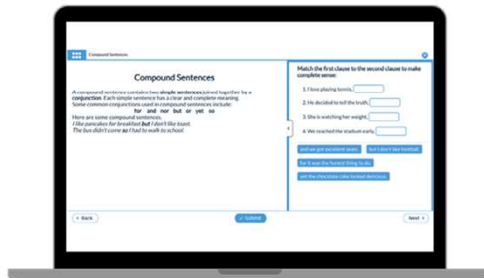 Compound Sentences
Compound Sentences
A compound sentence contains two simple sentences joined together by a
conjunction. Each simple sentence has a clear and complete meaning.
Some common conjunctions used in compound sentences include:
for and nor but or yet so
Here are some compound sentences.
I like pancakes for breakfast but I don't like toast.
The bus didn't come so I had to walk to school.
Match the first clause to the second clause to make
complete sense:
1. I love playing tennis,
2. He decided to tell the truth,
3. She is watching her weight,
4. We reached the stadium early,
and we got excellent seats. but I don't like football.
for it was the honest thing to do.
yet the chocolate cake looked delicious.
Back
Submit
Next